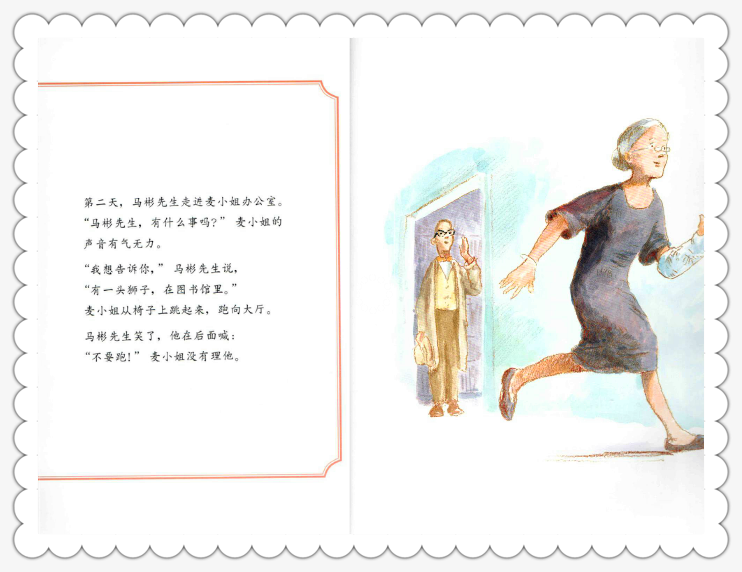 第二天，马彬先生走进麦小姐办公室。
“马彬先生，有什么事吗？” 麦小姐的
声音有气无力。
“我想告诉你，” 马彬先生说，
“有一头狮子，在图书馆里。”
麦小姐从椅子上跳起来，跑向大厅。
马彬先生笑了，他在后面喊：
“不要跑！” 麦小姐没有理他。